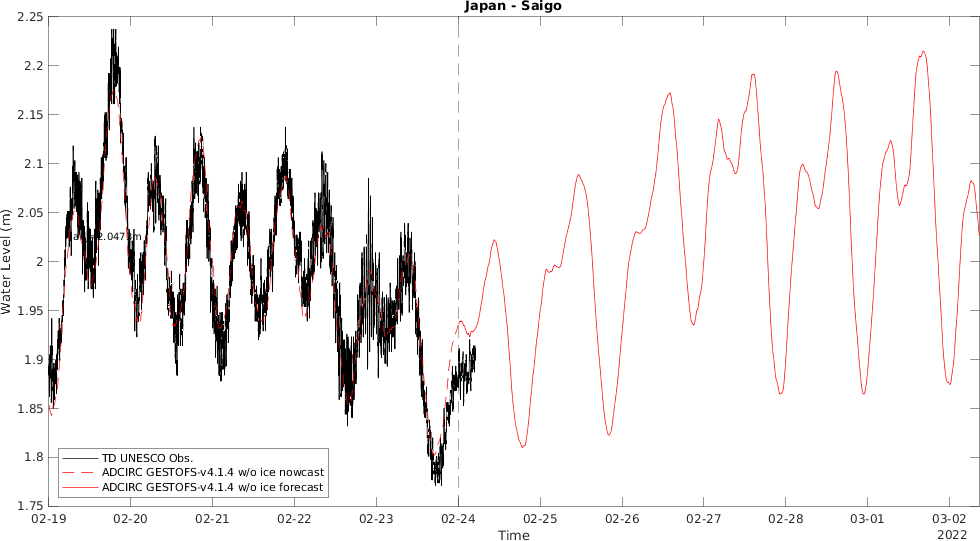 Japan - Saigo
Water Level (m)
2.25
2.2
2.15
2.1
2.05
2
1.95
1.9
1.85
1.8
1.75
2.047
m
TD UNESCO Obs.
ADCIRC GESTOFS-v4.1.4 w/o ice nowcast
ADCIRC GESTOFS-v4.1.4 w/o ice forecast
02-19 02-20 02-21 02-22 02-23 02-24 02-25 02-26 02-27 02-28 03-01 03-02
Time
2022